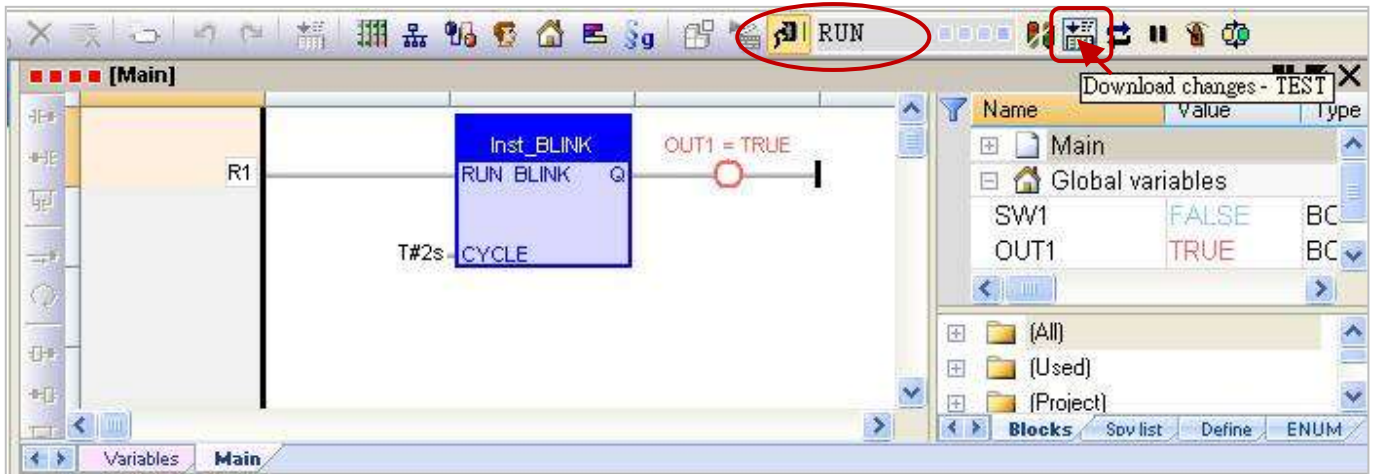 RUN
[Main]
Download changes - TEST
Name Value Type
Main
Global variables
SW1 FALSE BC
OUT1 TRUE BC
R1
Inst_BLINK
OUT1 = TRUE
RUN BLINK Q
T#2s CYCLE
(All)
(Used)
(Project)
Blocks Spy list Define ENUM
Variables Main